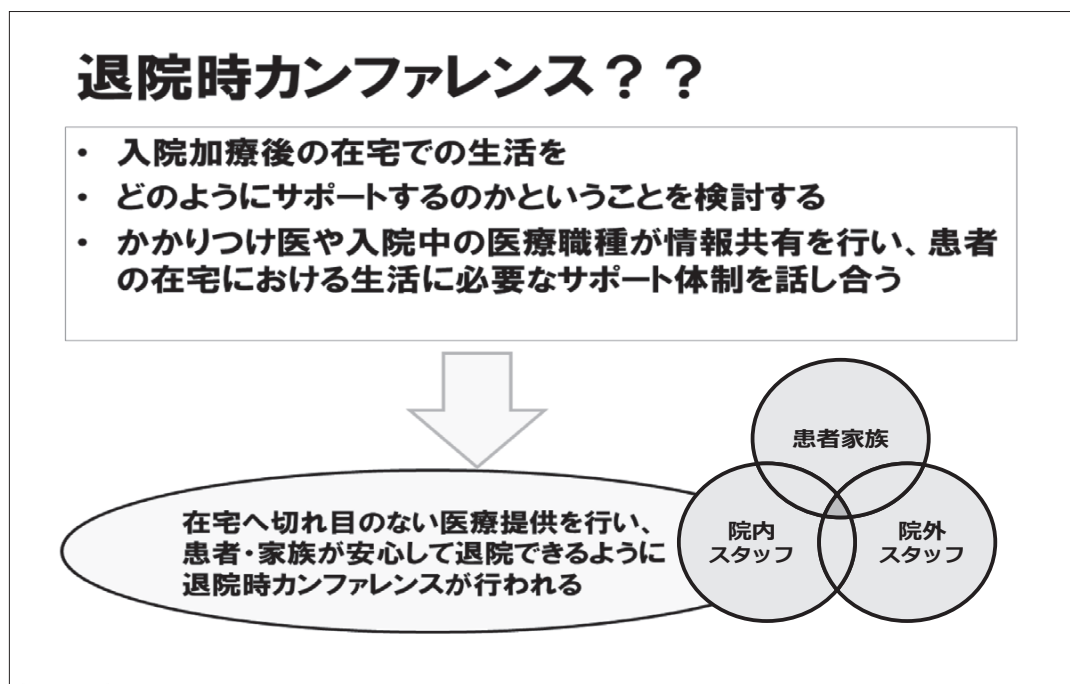 退院時カンファレンス？？
・ 入院加療後の在宅での生活を
・ どのようにサポートするのかということを検討する
・ かかりつけ医や入院中の医療職種が情報共有を行い、患者
の在宅における生活に必要なサポート体制を話し合う
患者家族
在宅へ切れ目のない医療提供を行い、
患者・家族が安心して退院できるように
退院時カンファレンスが行われる
院内
スタッフ
院外
スタッフ